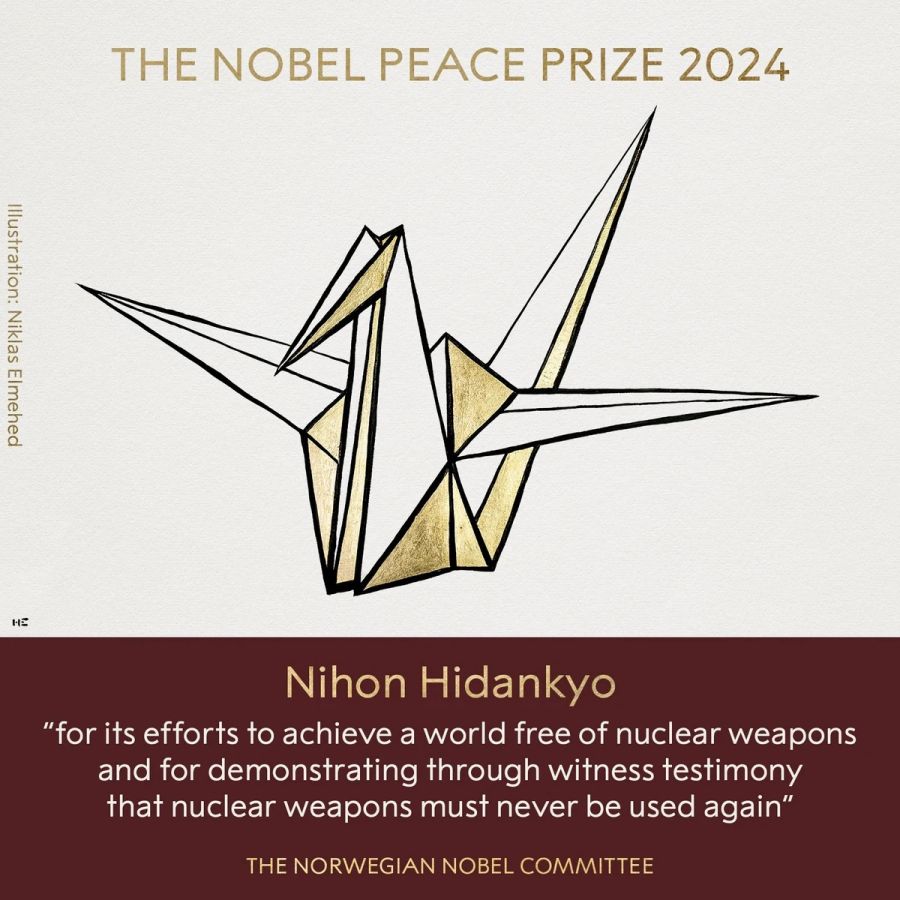 THE NOBEL PEACE PRIZE 2024
Illustration: Niklas Elmehed
Nihon Hidankyo
“for its efforts to achieve a world free of nuclear weapons
and for demonstrating through witness testimony
that nuclear weapons must never be used again”
THE NORWEGIAN NOBEL COMMITTEE